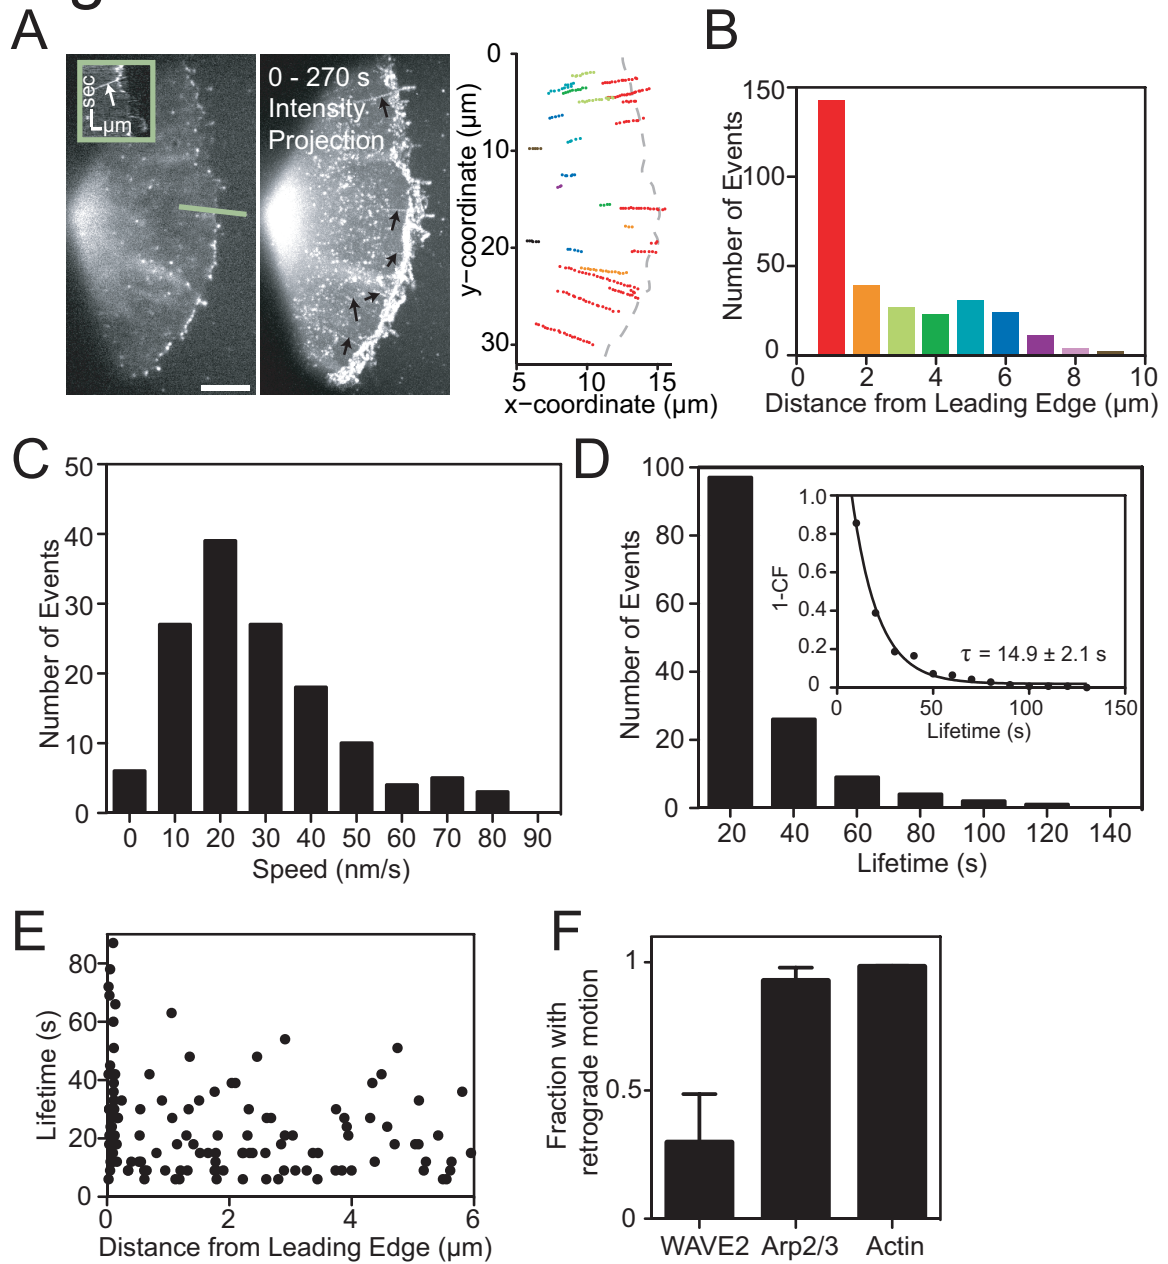 A
sec
µm
0 - 270 s
Intensity
Projection
y−coordinate (µm)
0
10
20
30
5
10
15
x−coordinate (µm)
B
Number of Events
150
100
50
0
0
2
4
6
8
10
Distance from Leading Edge (µm)
C
Number of Events
50
40
30
20
10
0
0
10
20
30
40
50
60
70
80
90
Speed (nm/s)
D
Number of Events
100
80
60
40
20
0
20
40
60
80
100
120
140
Lifetime (s)
1-CF
1.0
0.8
0.6
0.4
0.2
0
τ = 14.9 ± 2.1 s
0
50
100
150
Lifetime (s)
E
Lifetime (s)
80
60
40
20
0
0
2
4
6
Distance from Leading Edge (µm)
F
Fraction with
retrograde motion
1
0.5
0
WAVE2
Arp2/3
Actin